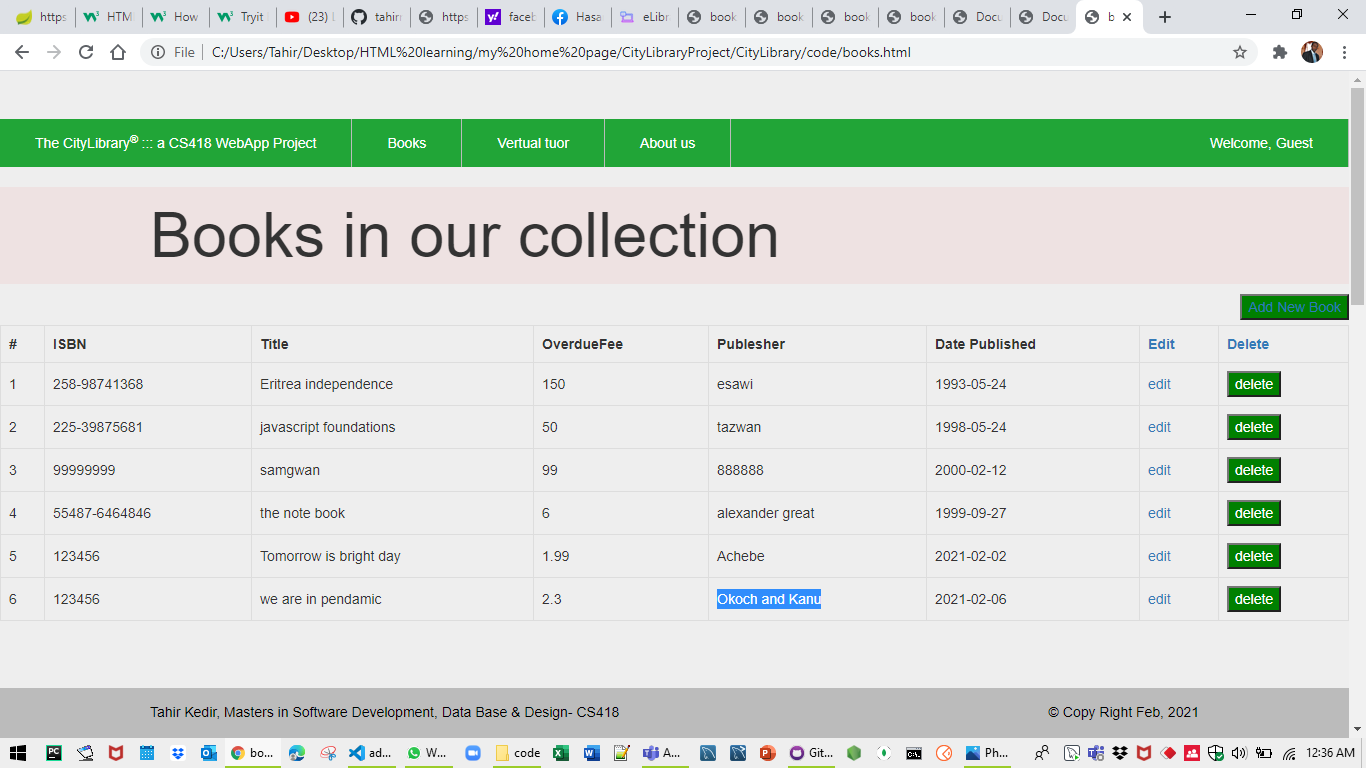 https
HTM
How
Tryit
(23)
tahir
https
faceb
Hasa
eLibr
book
book
book
book
Docu
Docu
b
File C:/Users/Tahir/Desktop/HTML%20learning/my%20home%20page/CityLibraryProject/CityLibrary/code/books.html
The CityLibrary® ::: a CS418 WebApp Project Books Vertual tuor About us Welcome, Guest
Books in our collection
Add New Book
# ISBN Title OverdueFee Publesher Date Published Edit Delete
1 258-98741368 Eritrea independence 150 esawi 1993-05-24 edit delete
2 225-39875681 javascript foundations 50 tazwan 1998-05-24 edit delete
3 99999999 samgwan 99 888888 2000-02-12 edit delete
4 55487-6464846 the note book 6 alexander great 1999-09-27 edit delete
5 123456 Tomorrow is bright day 1.99 Achebe 2021-02-02 edit delete
6 123456 we are in pendamic 2.3 Okoch and Kanu 2021-02-06 edit delete
Tahir Kedir, Masters in Software Development, Data Base & Design- CS418 © Copy Right Feb, 2021
bo... ad... W... code A... Git... Ph... 12:36 AM